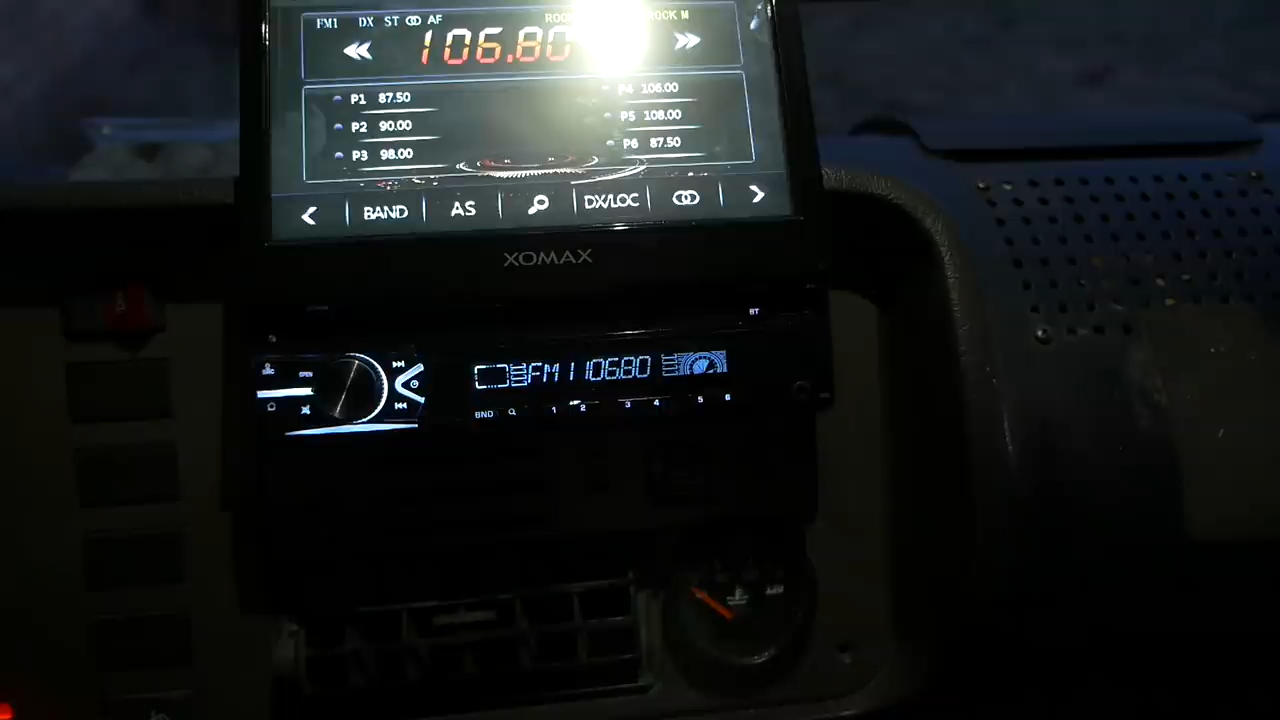 FM1 DX ST AF ROCK M
106.80
P1 87.50
P2 90.00
P3 98.00
P4 106.00
P5 108.00
P6 87.50
BAND AS DX/LOC
XOMAX
BT
OPEN
FM 1 106.80
BND 1 2 3 4 5 6